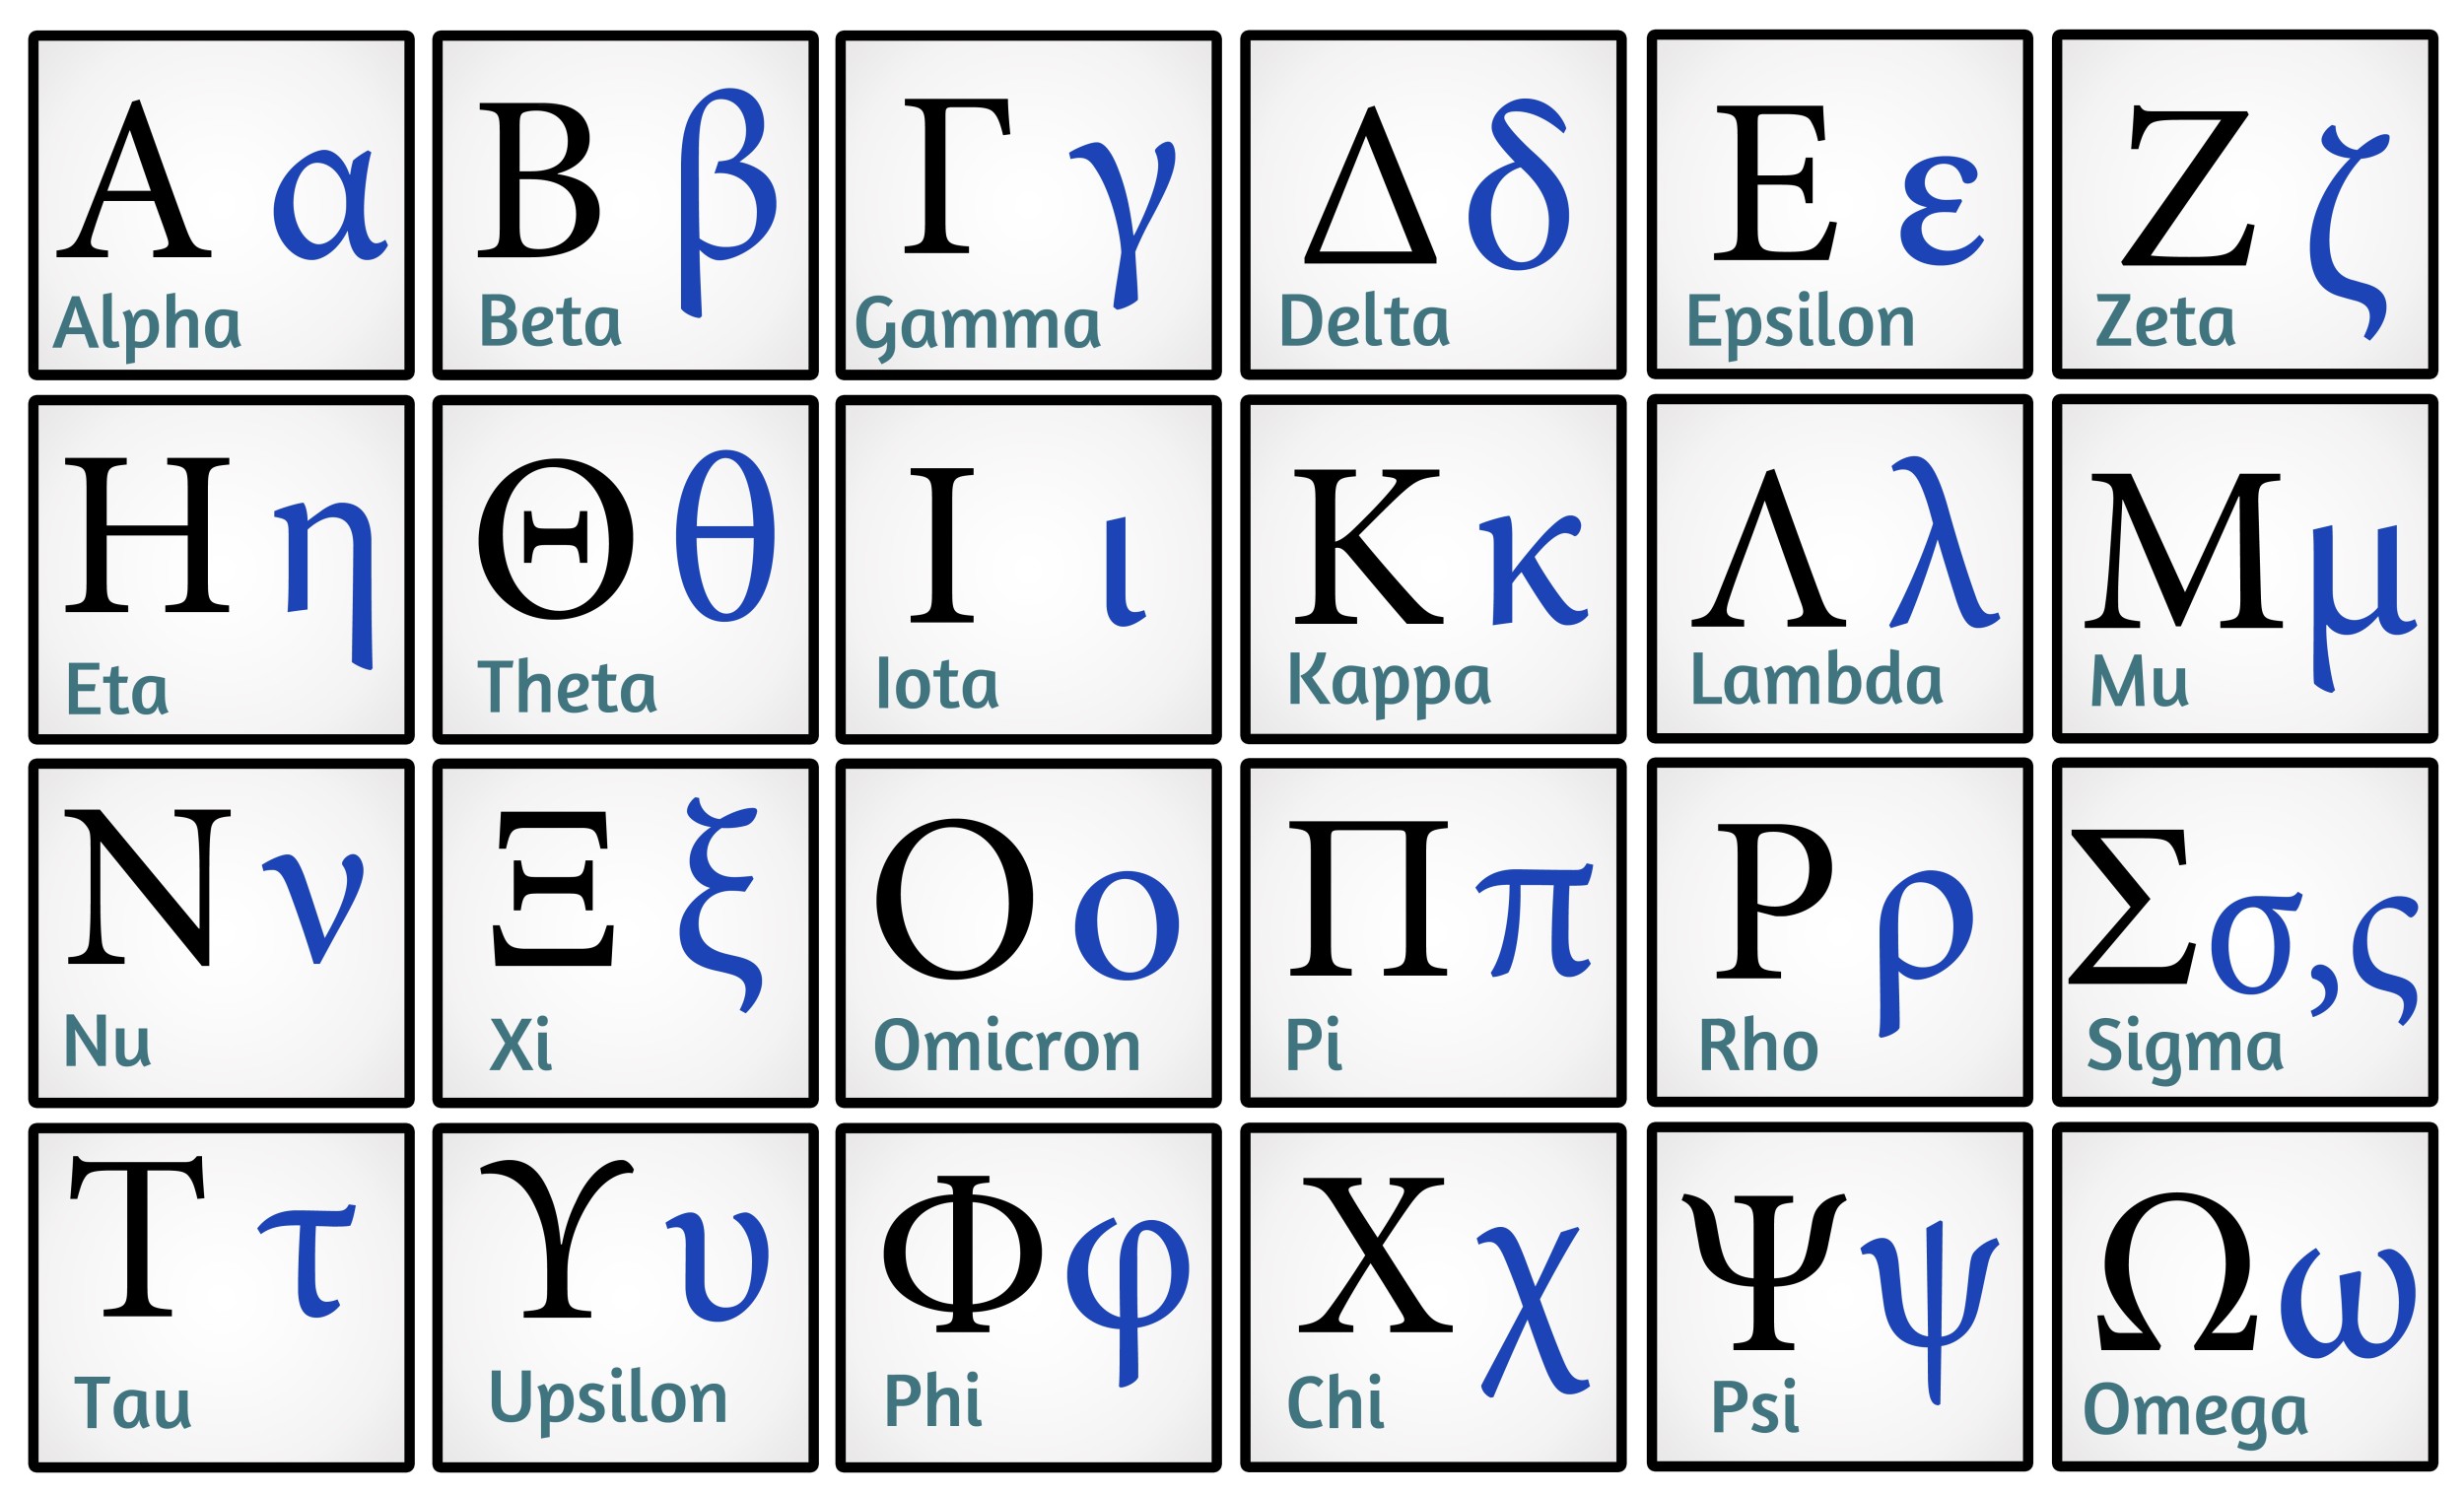 Α α Β β Γ γ Δ δ Ε ε Ζ ζ
Alpha Beta Gamma Delta Epsilon Zeta
Η η Θ θ Ι ι Κ κ Λ λ Μ μ
Eta Theta Iota Kappa Lambda Mu
Ν ν Ξ ξ Ο ο Π π Ρ ρ Σ σ,ς
Nu Xi Omicron Pi Rho Sigma
Τ τ Υ υ Φ φ Χ χ Ψ ψ Ω ω
Tau Upsilon Phi Chi Psi Omega